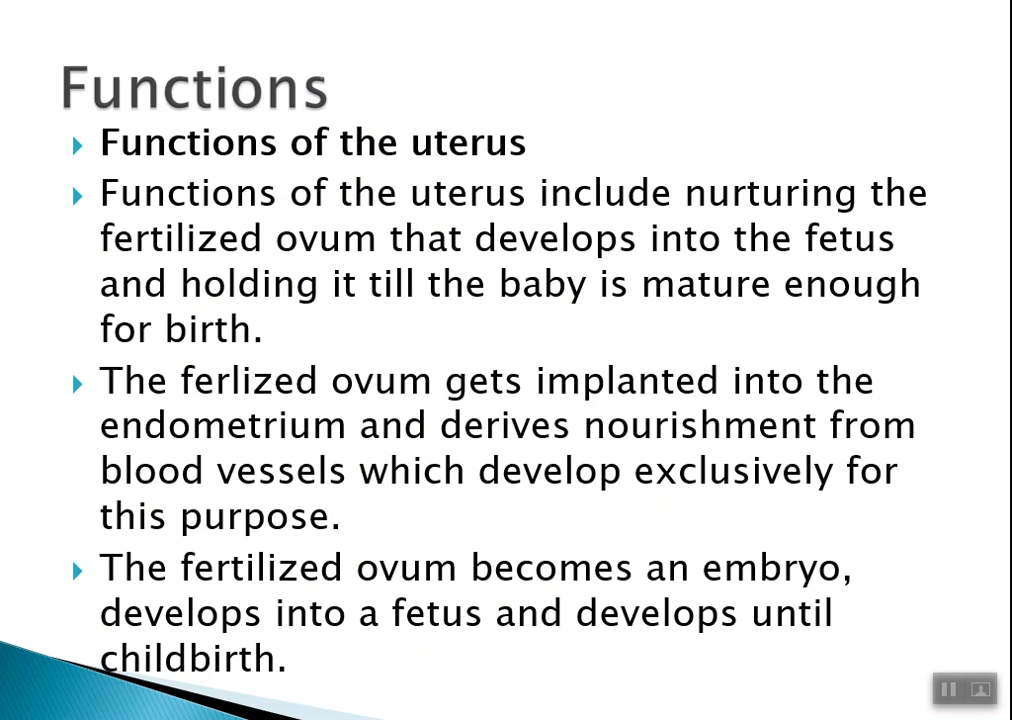 Functions
Functions of the uterus
Functions of the uterus include nurturing the
fertilized ovum that develops into the fetus
and holding it till the baby is mature enough
for birth.
The ferlized ovum gets implanted into the
endometrium and derives nourishment from
blood vessels which develop exclusively for
this purpose.
The fertilized ovum becomes an embryo,
develops into a fetus and develops until
childbirth.